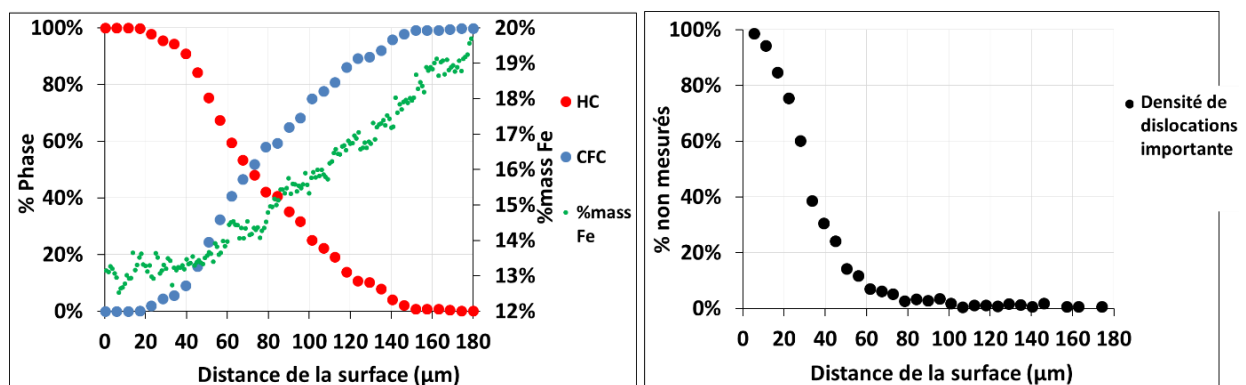 100%
80%
60%
40%
20%
0%
% Phase
20%
19%
18%
17%
16%
15%
14%
13%
12%
%mass Fe
0 20 40 60 80 100 120 140 160 180
Distance de la surface (µm)
HC
CFC
%mass
Fe
100%
80%
60%
40%
20%
0%
% non mesurés
0 20 40 60 80 100 120 140 160 180
Distance de la surface (µm)
Densité de
dislocations
importante